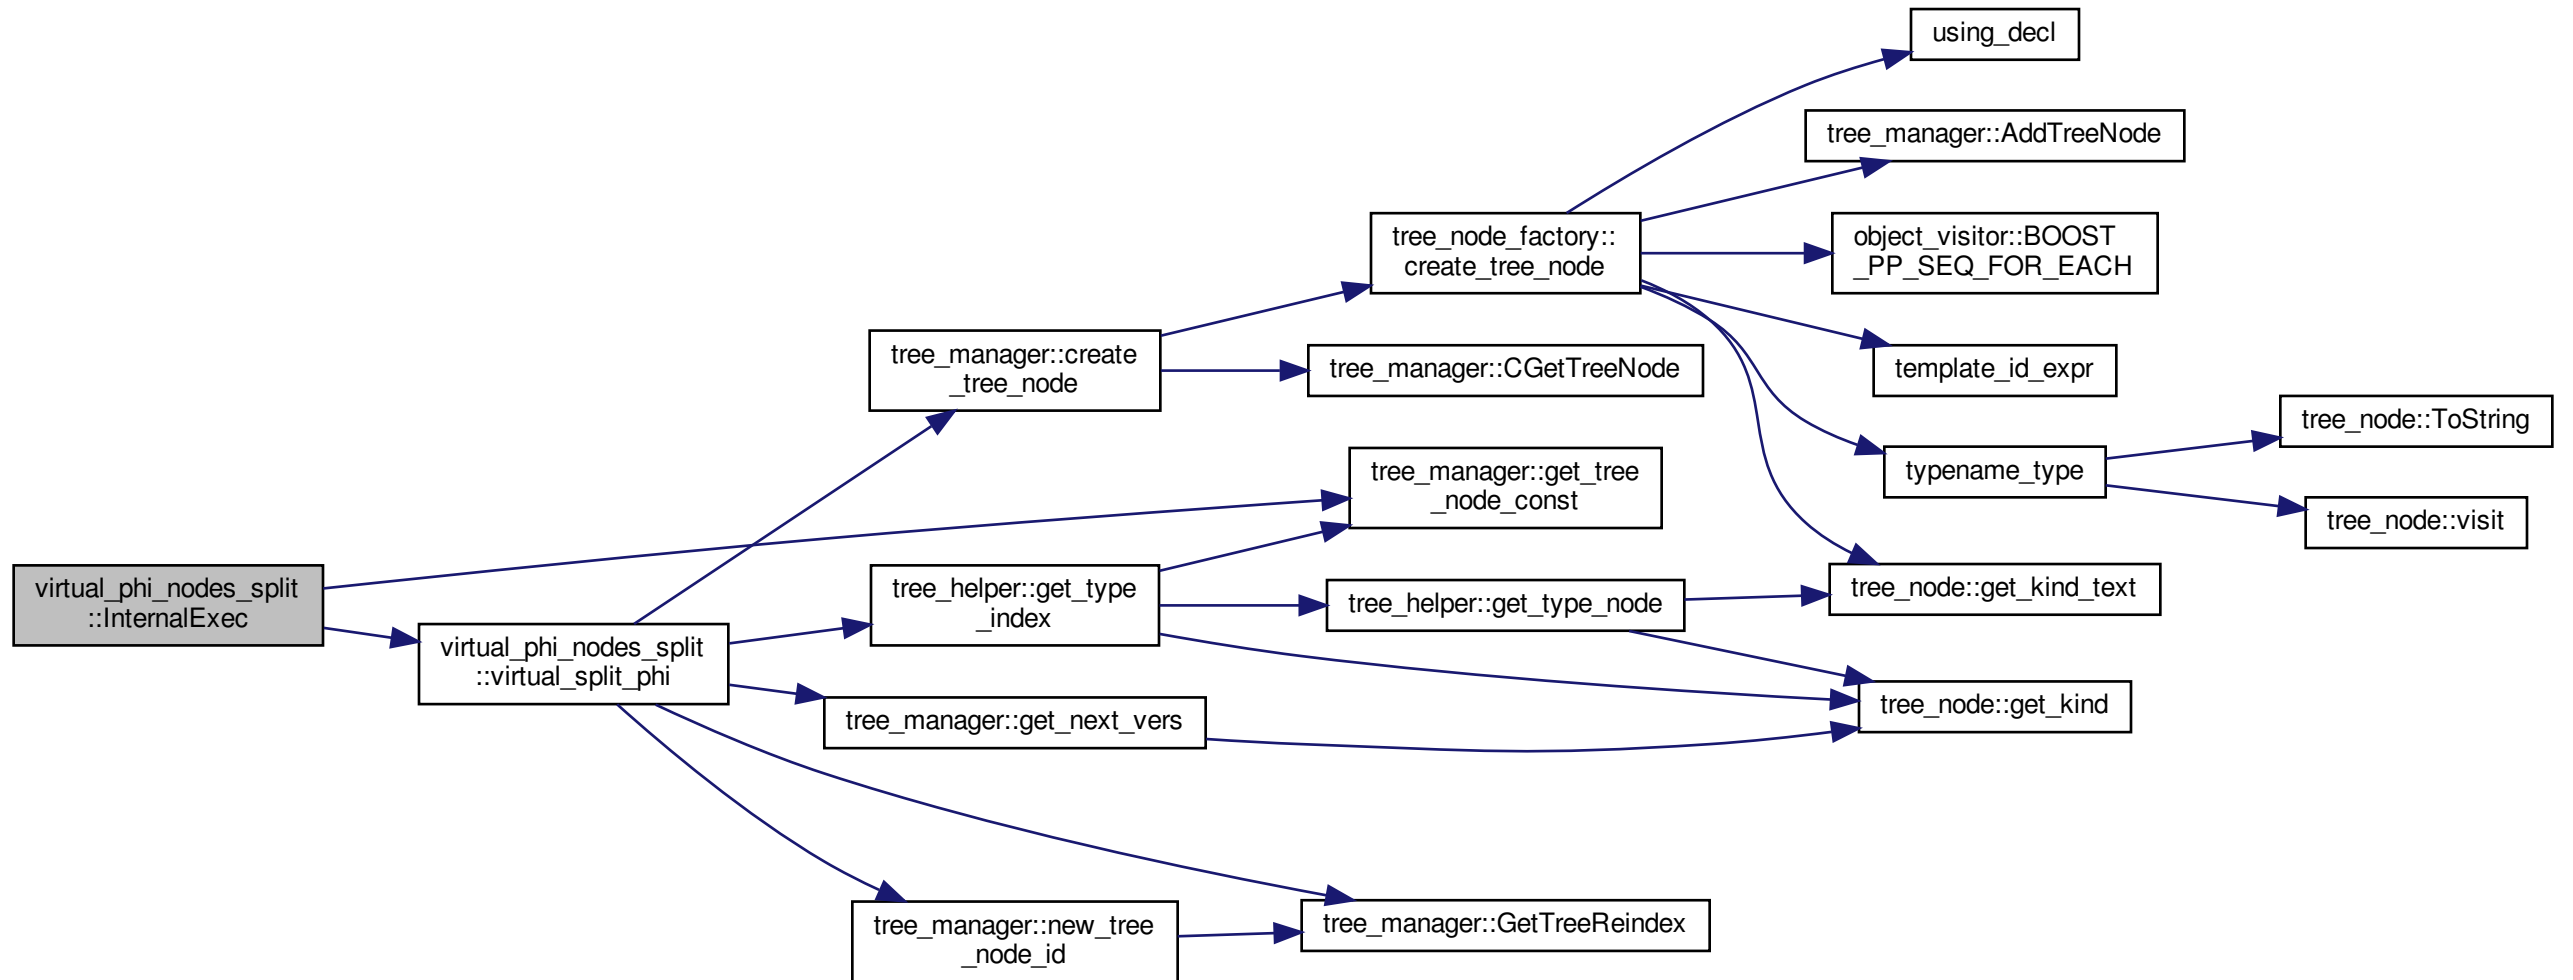 using_decl
tree_manager::AddTreeNode
tree_node_factory::
create_tree_node
object_visitor::BOOST
_PP_SEQ_FOR_EACH
tree_manager::create
_tree_node
tree_manager::CGetTreeNode
template_id_expr
tree_node::ToString
tree_manager::get_tree
_node_const
typename_type
tree_node::visit
virtual_phi_nodes_split
::InternalExec
tree_helper::get_type
_index
tree_helper::get_type_node
tree_node::get_kind_text
virtual_phi_nodes_split
::virtual_split_phi
tree_manager::get_next_vers
tree_node::get_kind
tree_manager::new_tree
_node_id
tree_manager::GetTreeReindex